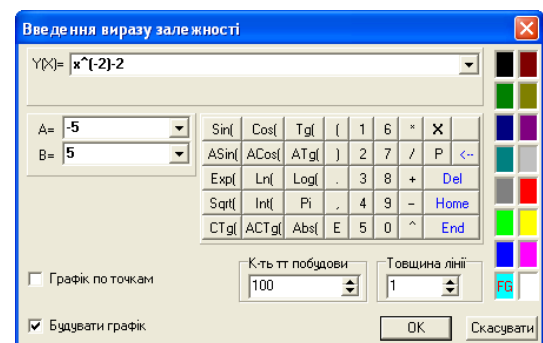 Введення виразу залежності
Y(X)= x^(-2)-2
A= -5
B= 5
Sin( Cos( Tg( ( 1 6 * X
ASin( ACos( ATg( ) 2 7 / P <--
Exp( Ln( Log( . 3 8 + Del
Sqrt( Int( Pi , 4 9 - Home
CTg( ACTg( Abs( E 5 0 ^ End
К-ть тт побудови Товщина лінії
Графік по точкам 100 1 FG
Будувати графік OK Скасувати